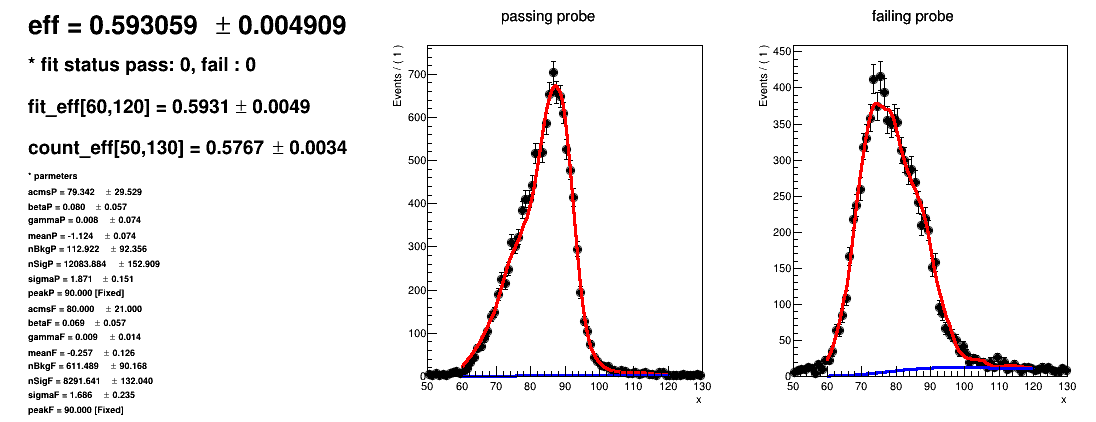 eff = 0.593059 ± 0.004909
* fit status pass: 0, fail : 0
fit_eff[60,120] = 0.5931 ± 0.0049
count_eff[50,130] = 0.5767 ± 0.0034
* parmeters
acmsP = 79.342 ± 29.529
betaP = 0.080 ± 0.057
gammaP = 0.008 ± 0.074
meanP = -1.124 ± 0.074
nBkgP = 112.922 ± 92.356
nSigP = 12083.884 ± 152.909
sigmaP = 1.871 ± 0.151
peakP = 90.000 [Fixed]
acmsF = 80.000 ± 21.000
betaF = 0.069 ± 0.057
gammaF = 0.009 ± 0.014
meanF = -0.257 ± 0.126
nBkgF = 611.489 ± 90.168
nSigF = 8291.641 ± 132.040
sigmaF = 1.686 ± 0.235
peakF = 90.000 [Fixed]
passing probe
Events / ( 1 )
700
600
500
400
300
200
100
0
50 60 70 80 90 100 110 120 130
x
failing probe
Events / ( 1 )
450
400
350
300
250
200
150
100
50
0
50 60 70 80 90 100 110 120 130
x